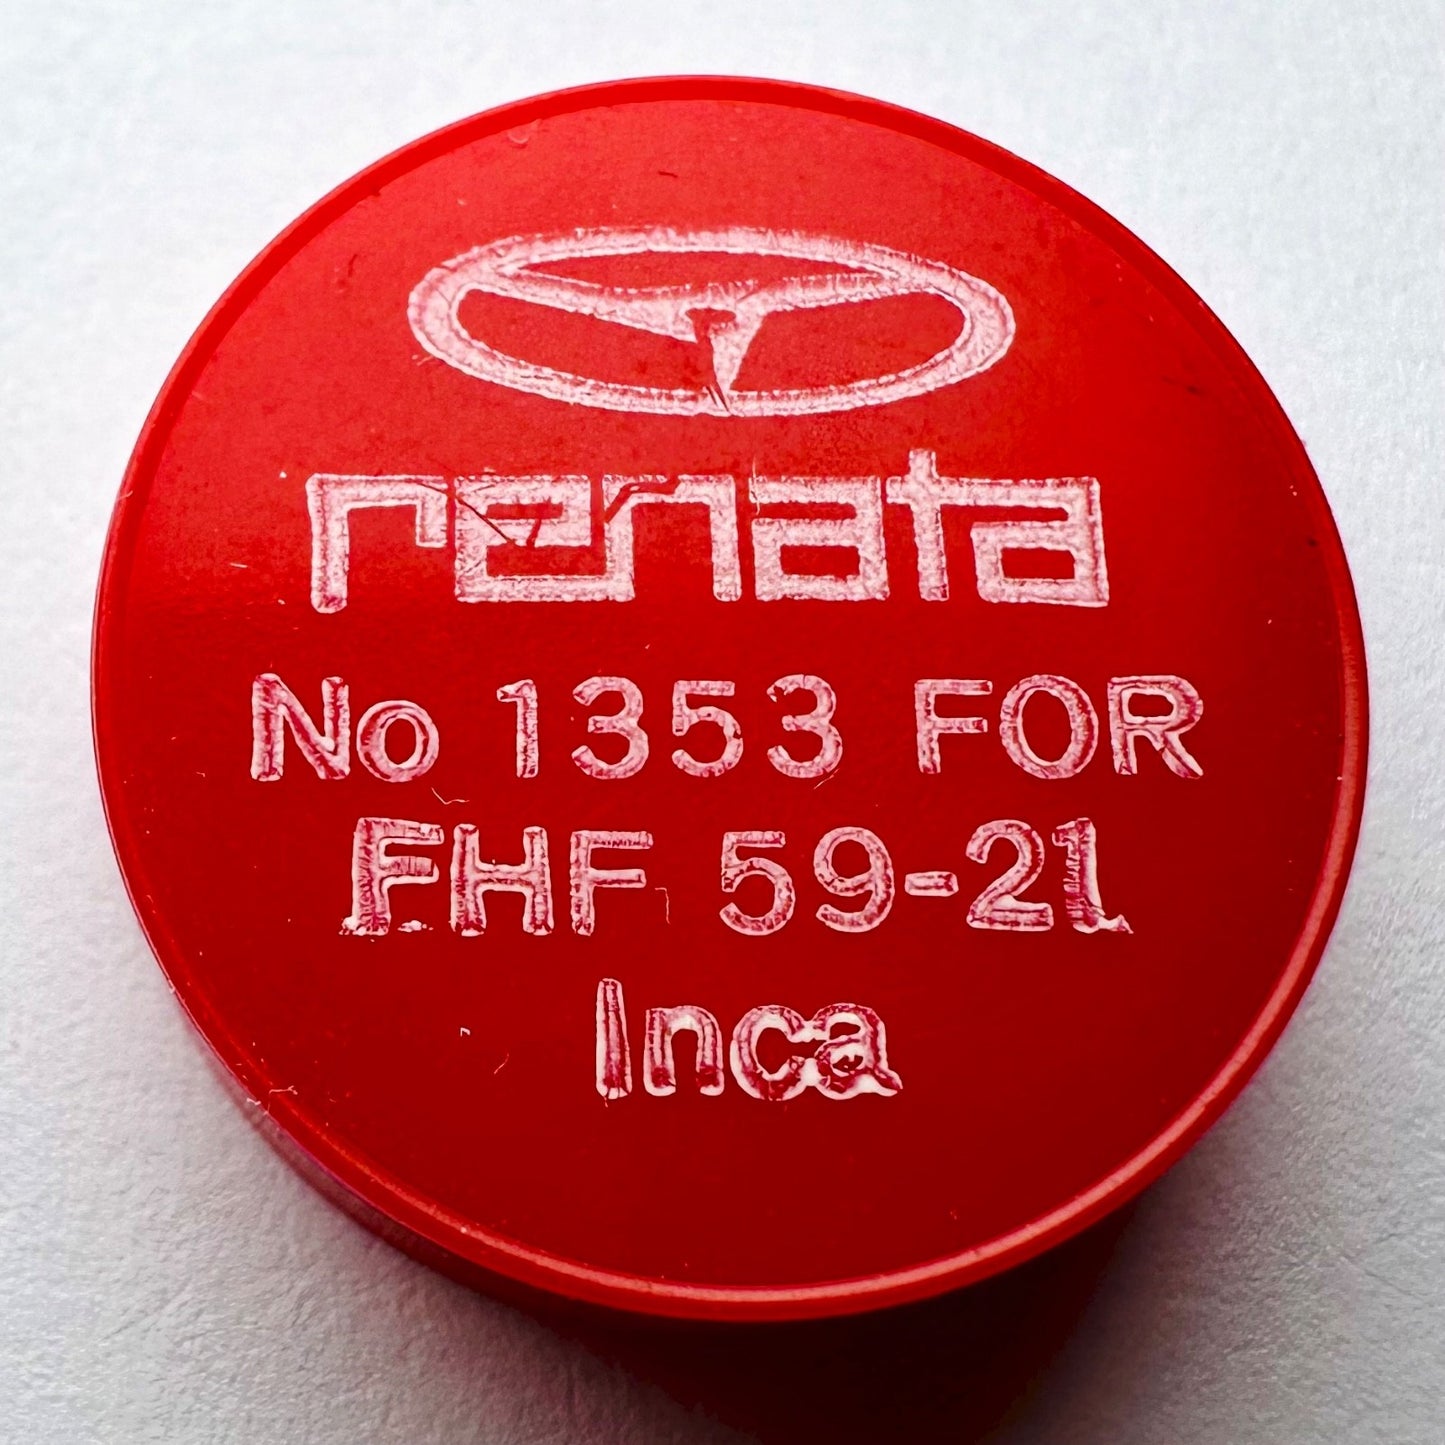 renata
No 1353 FOR
FHF 59-21
Inca